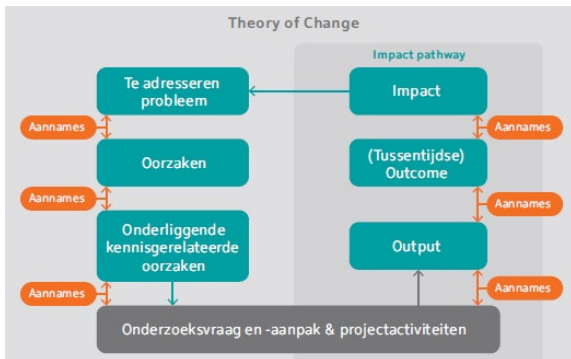 Theory of Change
Impact pathway
Te adresseren
probleem
Impact
Aannames
Aannames
Oorzaken
(Tussentijdse)
Outcome
Aannames
Aannames
Onderliggende
kennisgerelateerde
oorzaken
Output
Aannames
Aannames
Onderzoeksvraag en -aanpak & projectactiviteiten